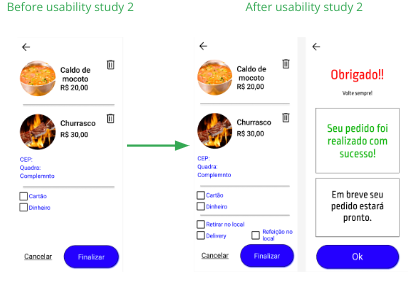 Before usability study 2
After usability study 2
Caldo de
mocoto
R$ 20,00
Churrasco
R$ 30,00
CEP:
Quadra:
Complemnto
Cartão
Dinheiro
Cancelar
Finalizar
Caldo de
mocoto
R$ 20,00
Churrasco
R$ 30,00
CEP:
Quadra:
Complemnto
Cartão
Dinheiro
Retirar no local
Delivery
Refeição no
local
Cancelar
Finalizar
Obrigado!!
Volte sempre!
Seu pedido foi
realizado com
sucesso!
Em breve seu
pedido estará
pronto.
Ok